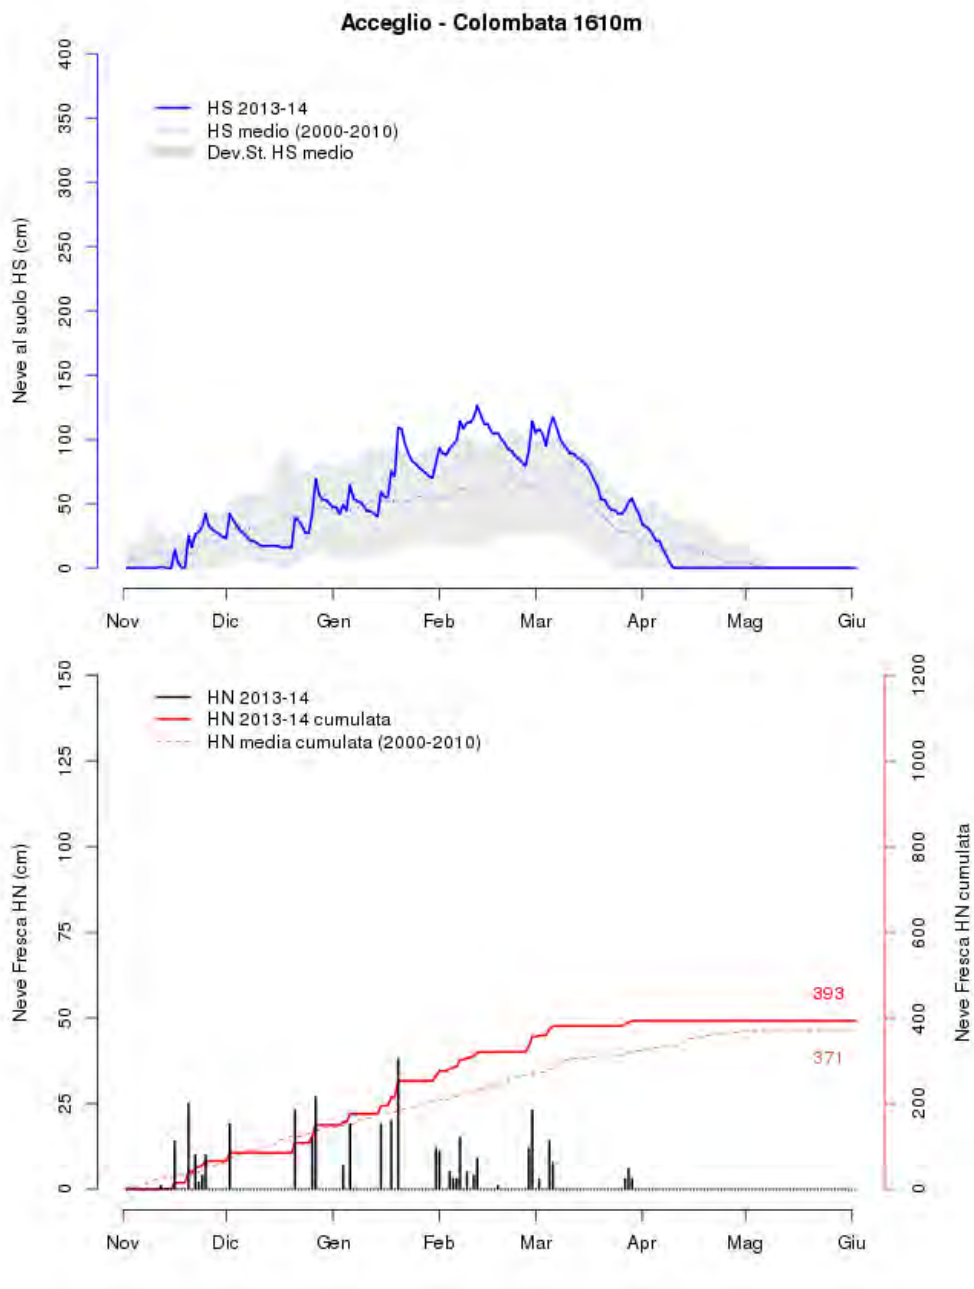 Acceglio - Colombata 1610m
Neve al suolo HS (cm)
400
350
300
250
200
150
100
50
0
HS 2013-14
HS medio (2000-2010)
Dev.St. HS medio
Nov Dic Gen Feb Mar Apr Mag Giu
Neve Fresca HN (cm)
150
125
100
75
50
25
0
HN 2013-14
HN 2013-14 cumulata
HN media cumulata (2000-2010)
393
371
1200
1000
800
600
400
200
0
Neve Fresca HN cumulata
Nov Dic Gen Feb Mar Apr Mag Giu